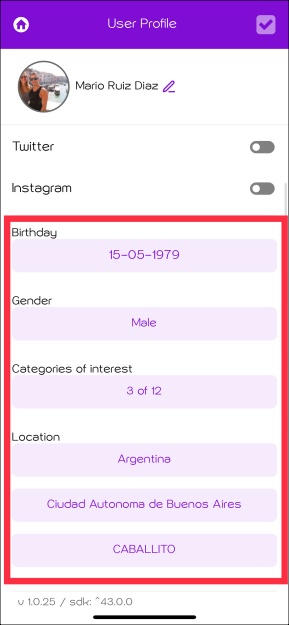 User Profile
Mario Ruiz Diaz
Twitter
Instagram
Birthday
15-05-1979
Gender
Male
Categories of interest
3 of 12
Location
Argentina
Ciudad Autonoma de Buenos Aires
CABALLITO
v 1.0.25 / sdk: ^43.0.0